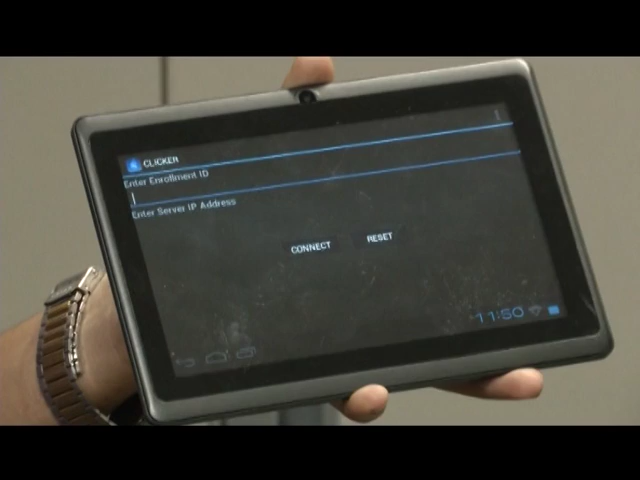 CLICKER
Enter Enrollment ID
Enter Server IP Address
CONNECT RESET
11:50